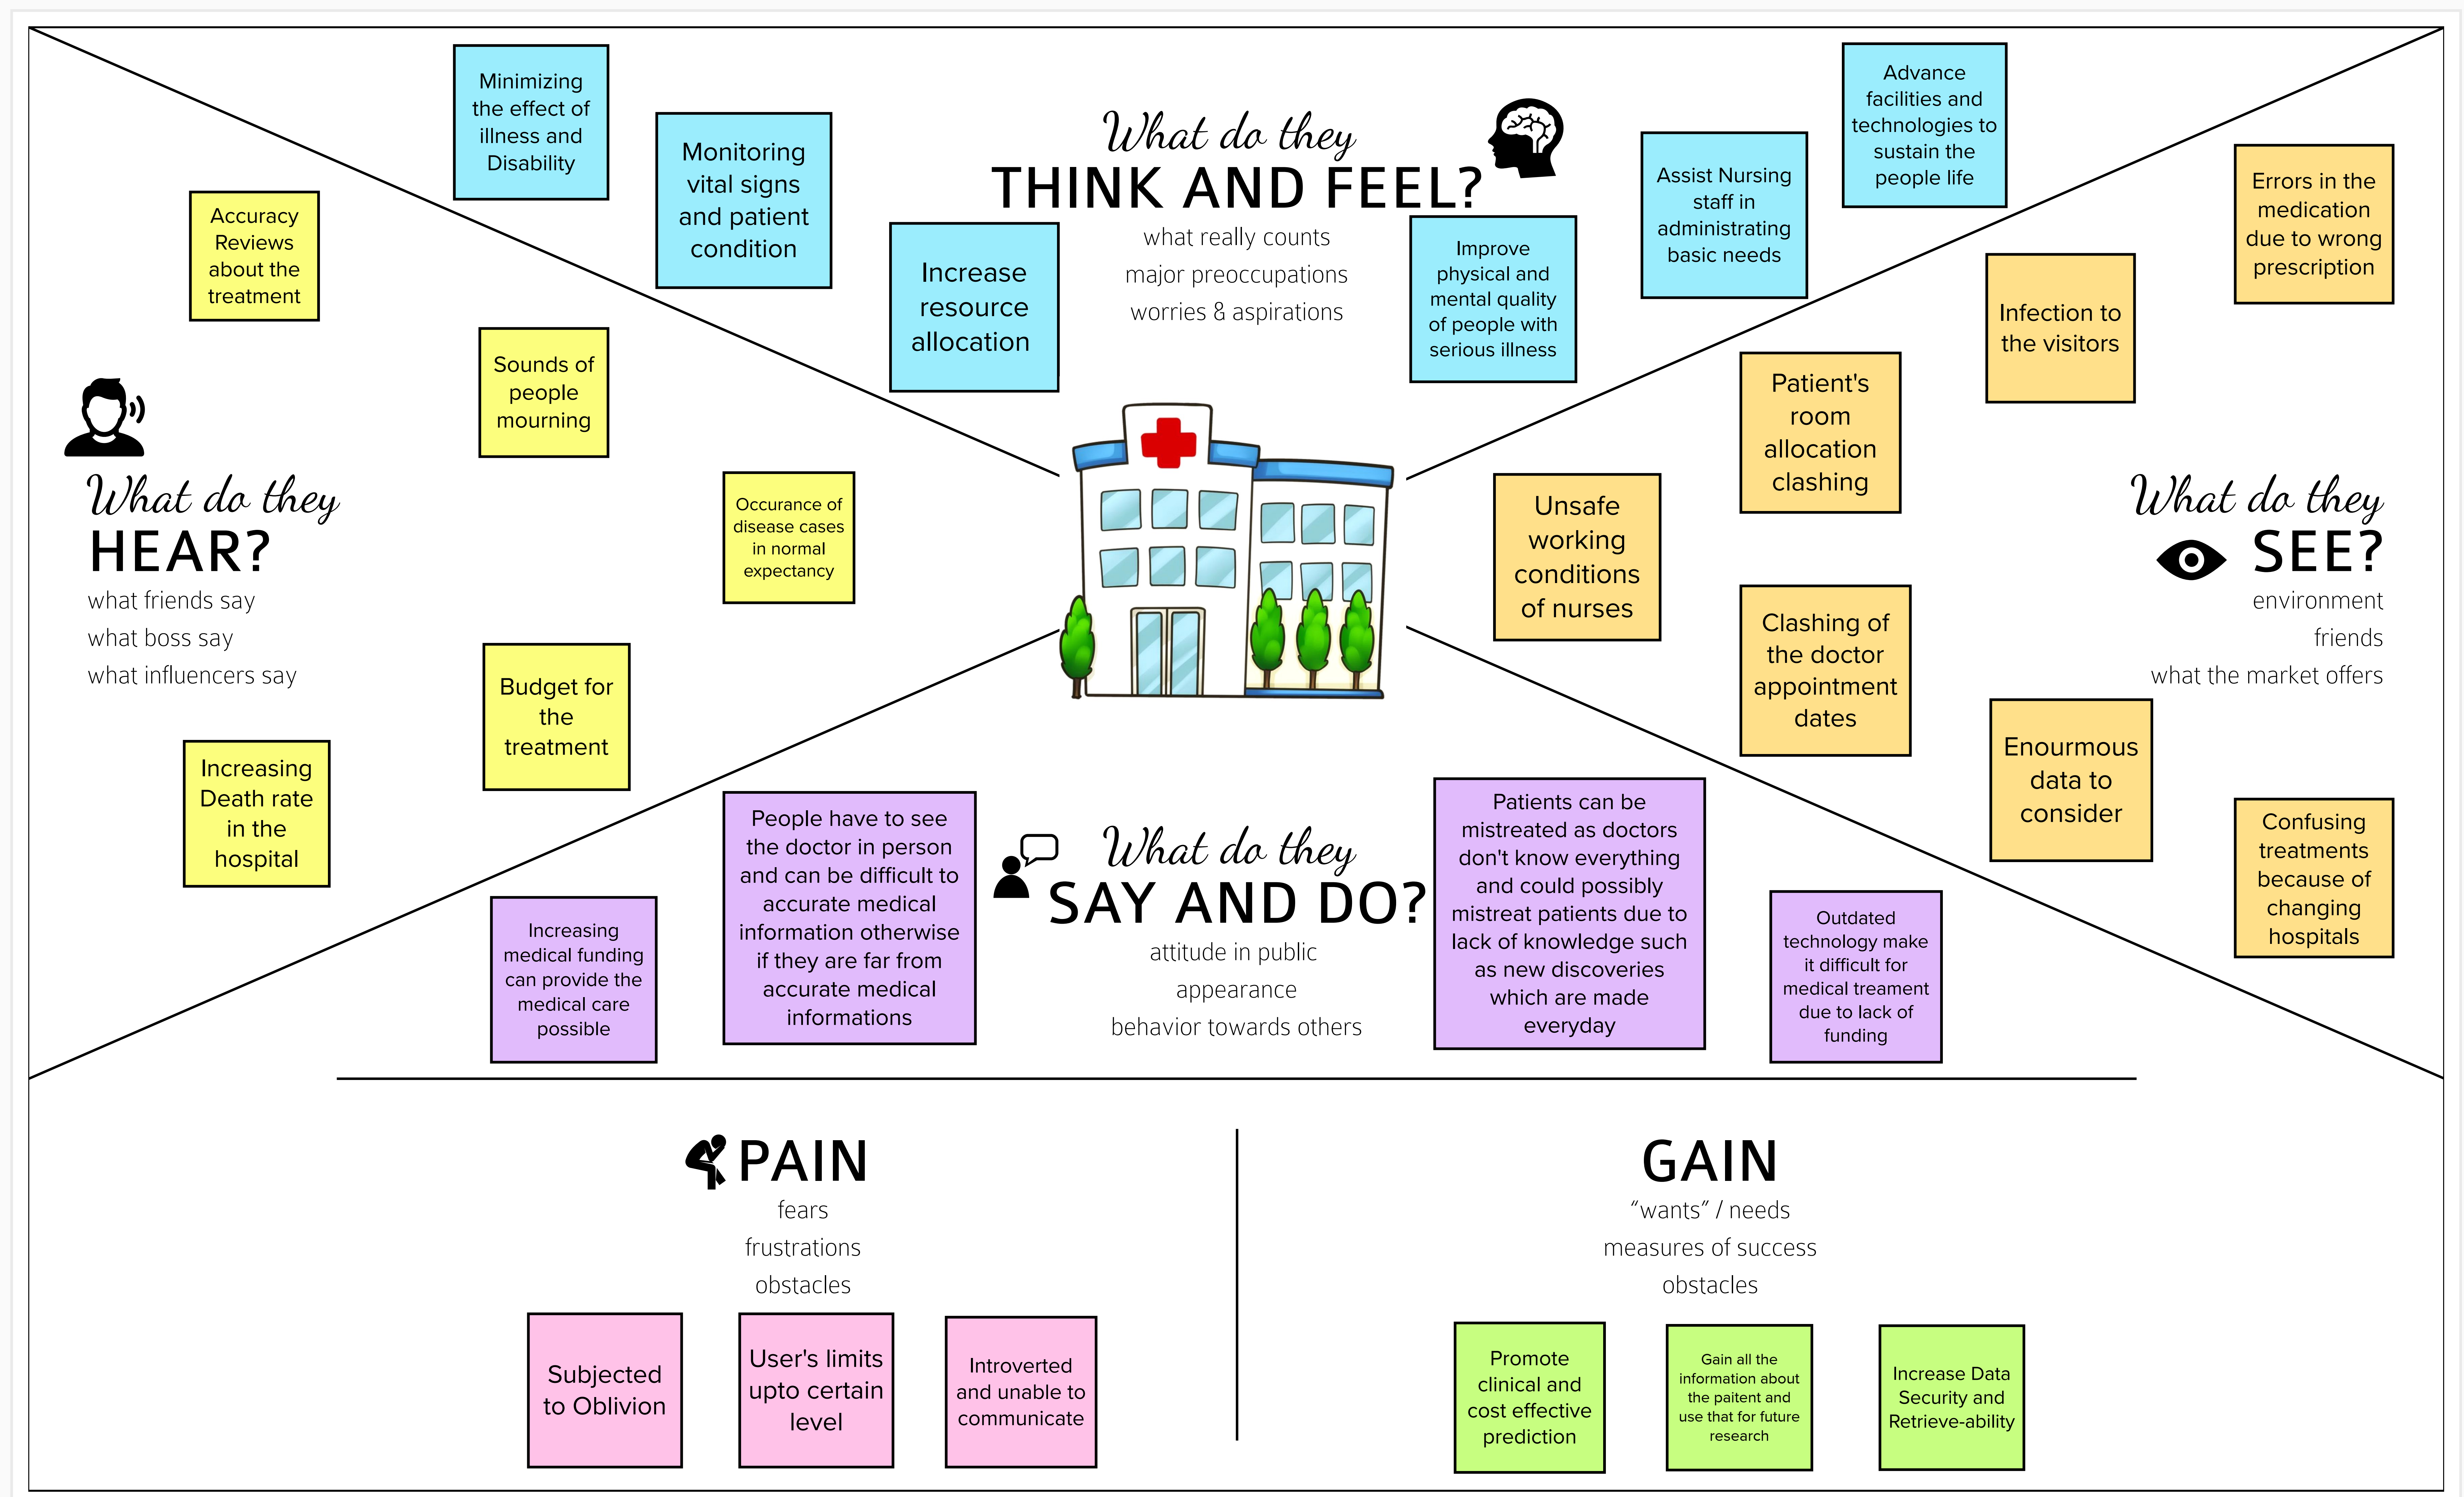 What do they
THINK AND FEEL?
what really counts
major preoccupations
worries & aspirations
Minimizing
the effect of
illness and
Disability
Monitoring
vital signs
and patient
condition
Increase
resource
allocation
Improve
physical and
mental quality
of people with
serious illness
Assist Nursing
staff in
administrating
basic needs
Advance
facilities and
technologies to
sustain the
people life
What do they
HEAR?
what friends say
what boss say
what influencers say
Accuracy
Reviews
about the
treatment
Sounds of
people
mourning
Occurance of
disease cases
in normal
expectancy
Budget for
the
treatment
Increasing
Death rate
in the
hospital
What do they
SEE?
environment
friends
what the market offers
Errors in the
medication
due to wrong
prescription
Infection to
the visitors
Patient's
room
allocation
clashing
Unsafe
working
conditions
of nurses
Clashing of
the doctor
appointment
dates
Enourmous
data to
consider
Confusing
treatments
because of
changing
hospitals
What do they
SAY AND DO?
attitude in public
appearance
behavior towards others
Increasing
medical funding
can provide the
medical care
possible
People have to see
the doctor in person
and can be difficult to
accurate medical
information otherwise
if they are far from
accurate medical
informations
Patients can be
mistreated as doctors
don't know everything
and could possibly
mistreat patients due to
lack of knowledge such
as new discoveries
which are made
everyday
Outdated
technology make
it difficult for
medical treament
due to lack of
funding
PAIN
fears
frustrations
obstacles
Subjected
to Oblivion
User's limits
upto certain
level
Introverted
and unable to
communicate
GAIN
“wants” / needs
measures of success
obstacles
Promote
clinical and
cost effective
prediction
Gain all the
information about
the paitent and
use that for future
research
Increase Data
Security and
Retrieve-ability